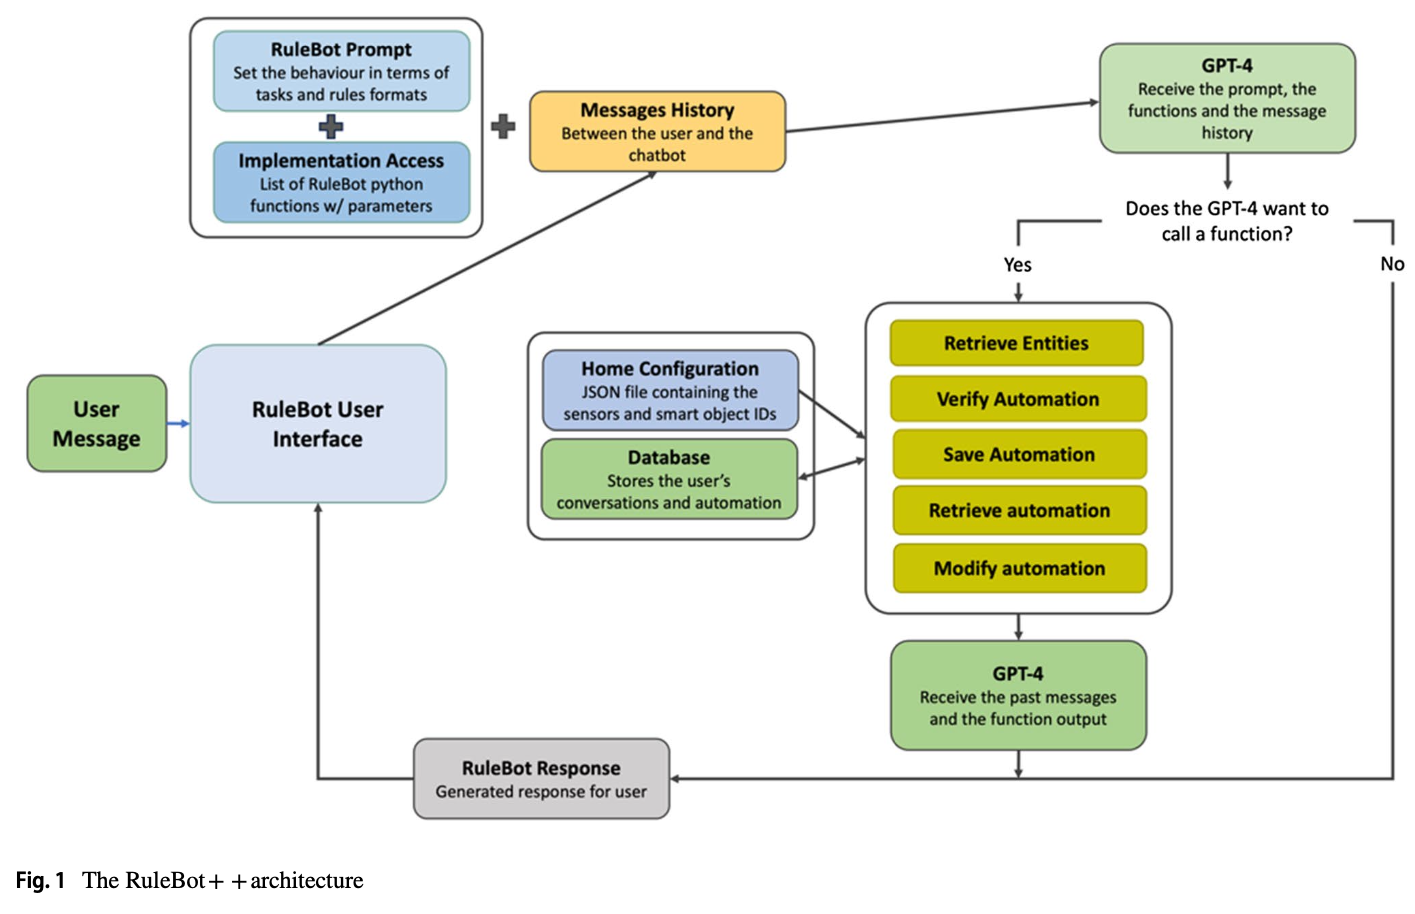 RuleBot Prompt
Set the behaviour in terms of
tasks and rules formats
Implementation Access
List of RuleBot python
functions w/ parameters
Messages History
Between the user and the
chatbot
GPT-4
Receive the prompt, the
functions and the message
history
Does the GPT-4 want to
call a function?
Yes
No
User
Message
RuleBot User
Interface
Home Configuration
JSON file containing the
sensors and smart object IDs
Database
Stores the user’s
conversations and automation
Retrieve Entities
Verify Automation
Save Automation
Retrieve automation
Modify automation
GPT-4
Receive the past messages
and the function output
RuleBot Response
Generated response for user
Fig. 1 The RuleBot+ +architecture